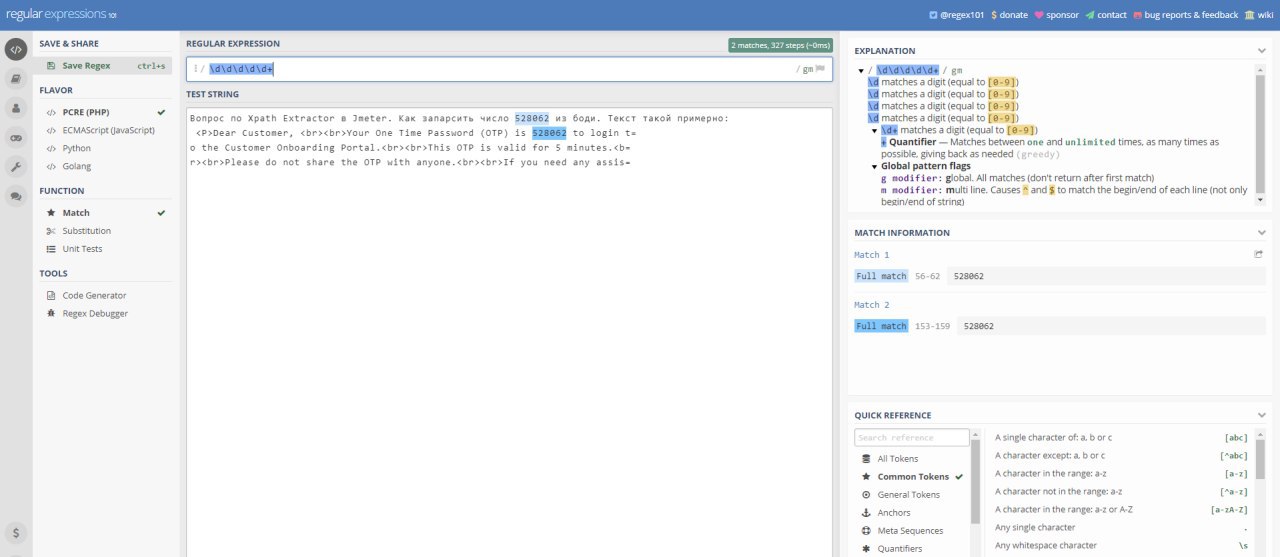 regular expressions 101
@regex101 donate sponsor contact bug reports & feedback wiki
SAVE & SHARE
Save Regex ctrl+s
FLAVOR
PCRE (PHP)
ECMAScript (JavaScript)
Python
Golang
FUNCTION
Match
Substitution
Unit Tests
TOOLS
Code Generator
Regex Debugger
REGULAR EXPRESSION
2 matches, 327 steps (~0ms)
/ \d\d\d\d\d+ / gm
TEST STRING
Вопрос по Xpath Extractor в Jmeter. Как запарсить число 528062 из боди. Текст такой примерно:
<P>Dear Customer, <br><br>Your One Time Password (OTP) is 528062 to login t=
o the Customer Onboarding Portal.<br><br>This OTP is valid for 5 minutes.<b=
r><br>Please do not share the OTP with anyone.<br><br>If you need any assis=
EXPLANATION
/ \d\d\d\d\d+ / gm
\d matches a digit (equal to [0-9])
\d matches a digit (equal to [0-9])
\d matches a digit (equal to [0-9])
\d matches a digit (equal to [0-9])
\d+ matches a digit (equal to [0-9])
+ Quantifier — Matches between one and unlimited times, as many times as
possible, giving back as needed (greedy)
Global pattern flags
g modifier: global. All matches (don't return after first match)
m modifier: multi line. Causes ^ and $ to match the begin/end of each line (not only
begin/end of string)
MATCH INFORMATION
Match 1
Full match 56-62 528062
Match 2
Full match 153-159 528062
QUICK REFERENCE
Search reference
All Tokens
Common Tokens
General Tokens
Anchors
Meta Sequences
Quantifiers
A single character of: a, b or c [abc]
A character except: a, b or c [^abc]
A character in the range: a-z [a-z]
A character not in the range: a-z [^a-z]
A character in the range: a-z or A-Z [a-zA-Z]
Any single character .
Any whitespace character \s